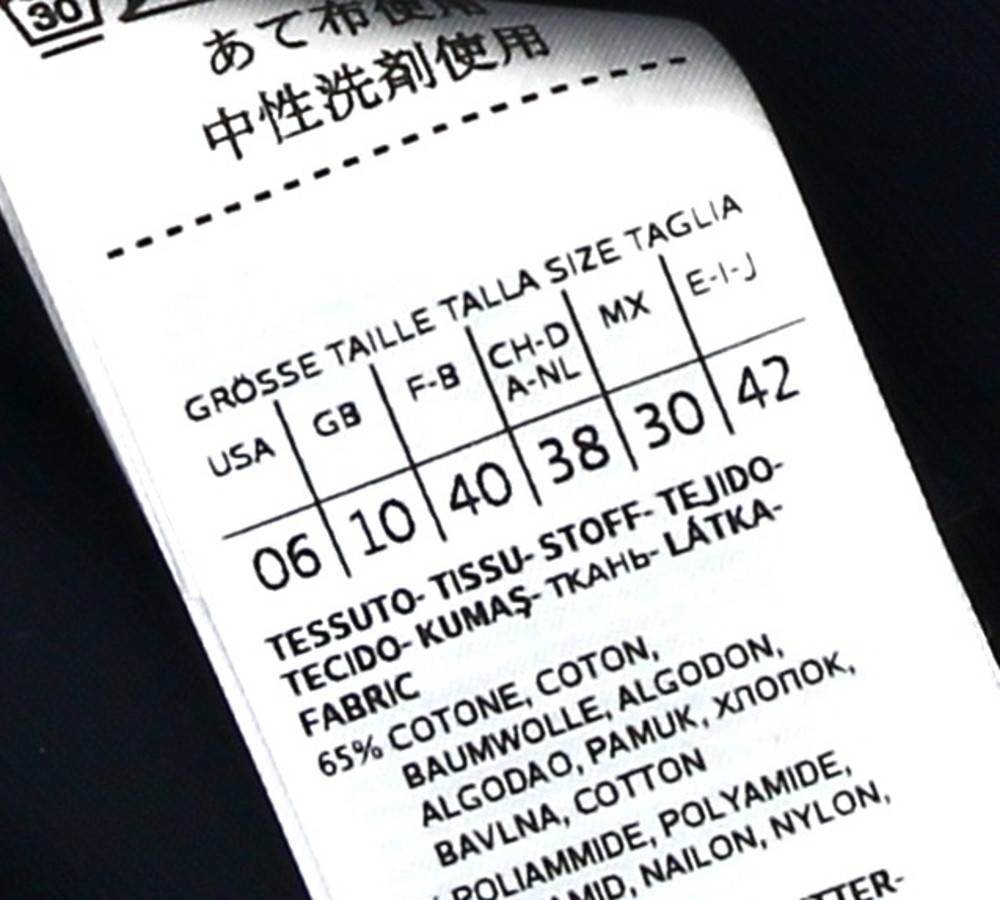 30
あて布使用
中性洗剤使用
GRÖSSE TAILLE TALLA SIZE TAGLIA
USA GB F-B CH-D A-NL MX E-I-J
06 10 40 38 30 42
TESSUTO- TISSU- STOFF- TEJIDO-
TECIDO- KUMAŞ- ТКАНЬ- LÁTKA-
FABRIC
65% COTONE, COTON,
BAUMWOLLE, ALGODON,
ALGODAO, PAMUK, ХЛОПОК,
BAVLNA, COTTON
POLIAMMIDE, POLYAMIDE,
NAILON, NYLON,